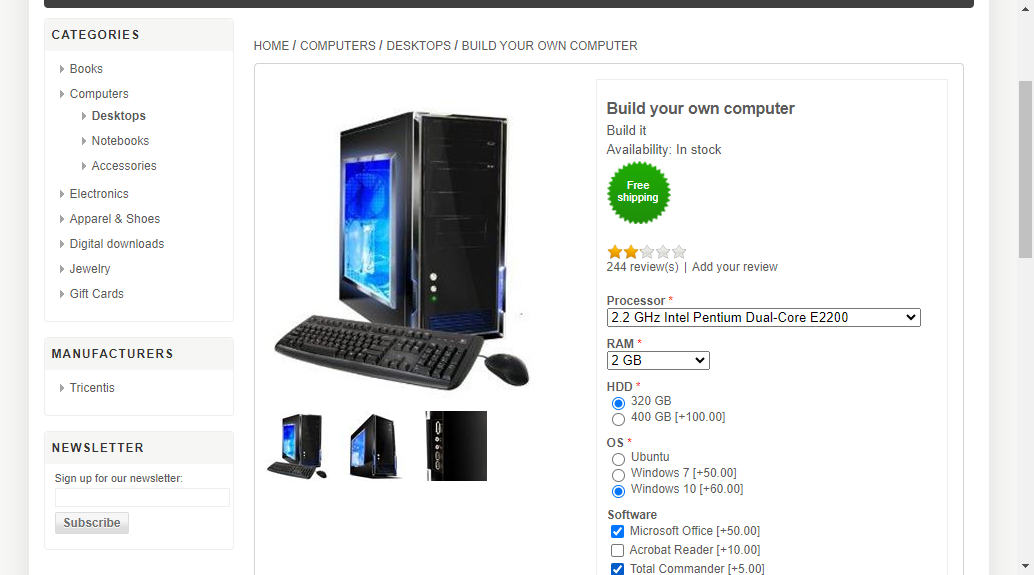 CATEGORIES
Books
Computers
Desktops
Notebooks
Accessories
Electronics
Apparel & Shoes
Digital downloads
Jewelry
Gift Cards
MANUFACTURERS
Tricentis
NEWSLETTER
Sign up for our newsletter:
Subscribe
HOME / COMPUTERS / DESKTOPS / BUILD YOUR OWN COMPUTER
Build your own computer
Build it
Availability: In stock
Free
shipping
244 review(s) | Add your review
Processor *
2.2 GHz Intel Pentium Dual-Core E2200
RAM *
2 GB
HDD *
320 GB
400 GB [+100.00]
OS *
Ubuntu
Windows 7 [+50.00]
Windows 10 [+60.00]
Software
Microsoft Office [+50.00]
Acrobat Reader [+10.00]
Total Commander [+5.00]